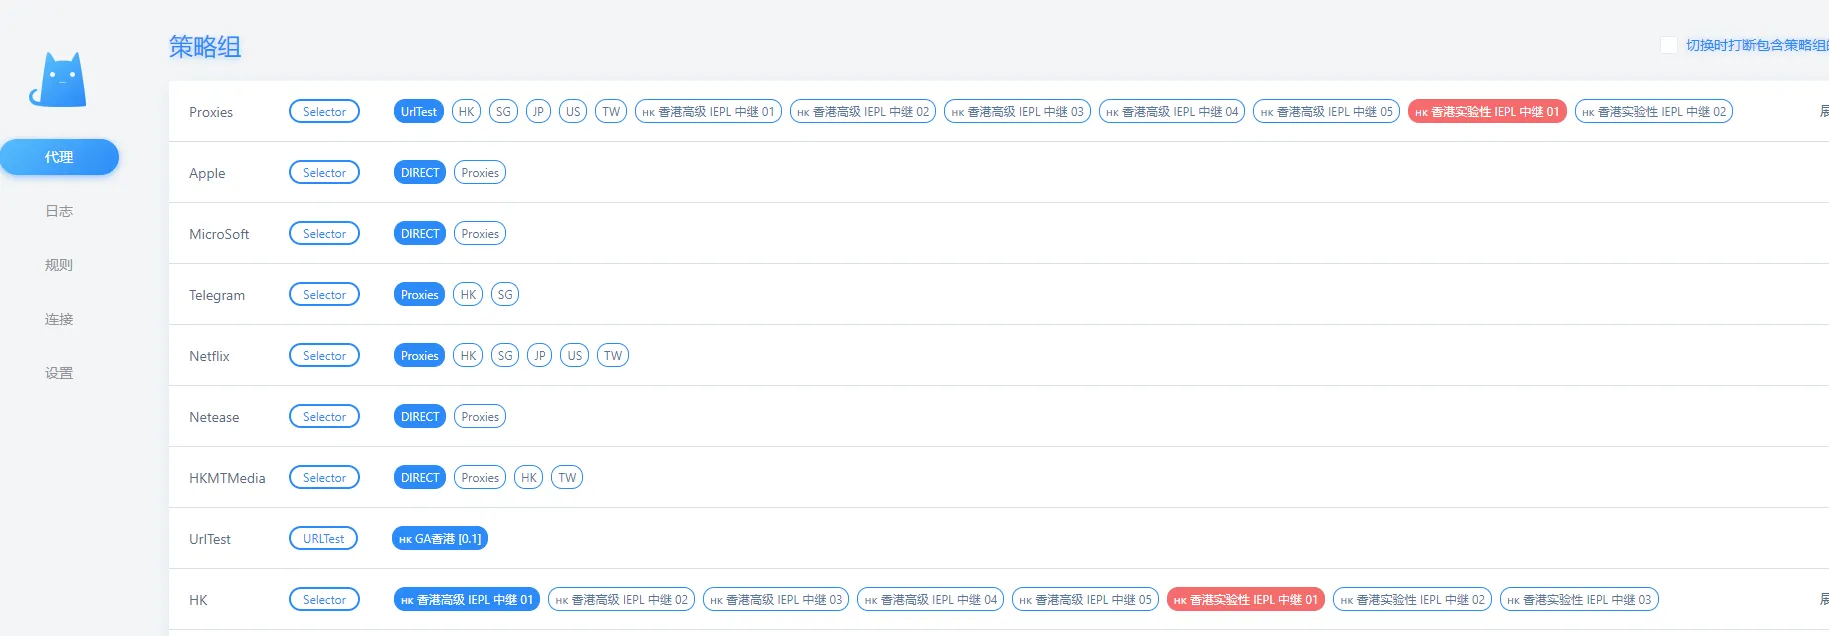 策略组
切换时打断包含策略组
代理
日志
规则
连接
设置
Proxies Selector UrlTest HK SG JP US TW HK 香港高级 IEPL 中继 01 HK 香港高级 IEPL 中继 02 HK 香港高级 IEPL 中继 03 HK 香港高级 IEPL 中继 04 HK 香港高级 IEPL 中继 05 HK 香港实验性 IEPL 中继 01 HK 香港实验性 IEPL 中继 02
Apple Selector DIRECT Proxies
MicroSoft Selector DIRECT Proxies
Telegram Selector Proxies HK SG
Netflix Selector Proxies HK SG JP US TW
Netease Selector DIRECT Proxies
HKMTMedia Selector DIRECT Proxies HK TW
UrlTest URLTest HK GA香港 [0.1]
HK Selector HK 香港高级 IEPL 中继 01 HK 香港高级 IEPL 中继 02 HK 香港高级 IEPL 中继 03 HK 香港高级 IEPL 中继 04 HK 香港高级 IEPL 中继 05 HK 香港实验性 IEPL 中继 01 HK 香港实验性 IEPL 中继 02 HK 香港实验性 IEPL 中继 03